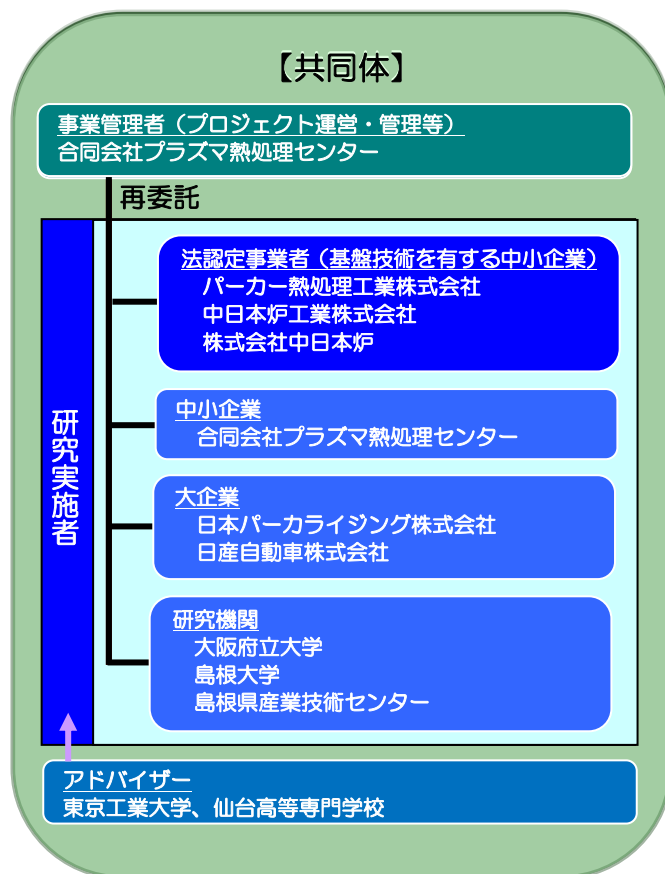 【共同体】
事業管理者（プロジェクト運営・管理等）
合同会社プラズマ熱処理センター
再委託
研究実施者
法認定事業者（基盤技術を有する中小企業）
パーカー熱処理工業株式会社
中日本炉工業株式会社
株式会社中日本炉
中小企業
合同会社プラズマ熱処理センター
大企業
日本パーカライジング株式会社
日産自動車株式会社
研究機関
大阪府立大学
島根大学
島根県産業技術センター
アドバイザー
東京工業大学、仙台高等専門学校